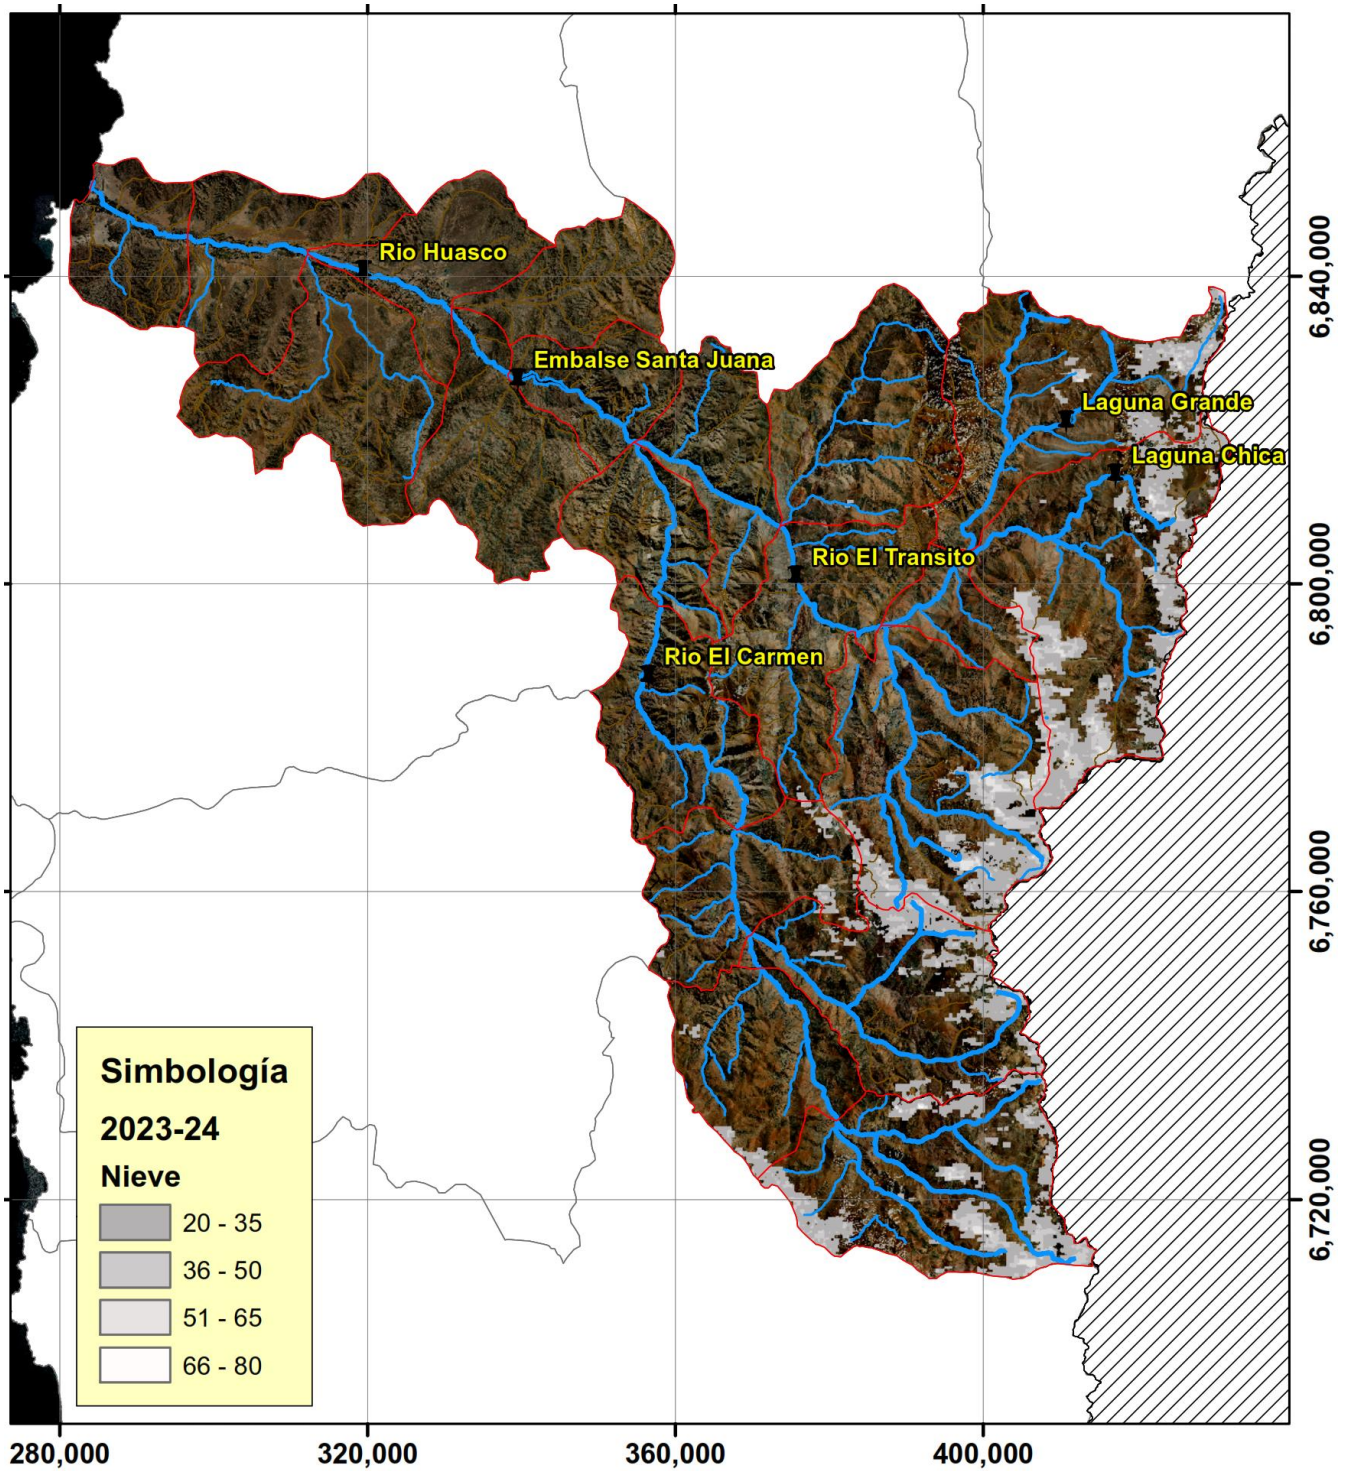 Rio Huasco
6,840,000
Embalse Santa Juana
Laguna Grande
Laguna Chica
Rio El Transito
6,800,000
Rio El Carmen
6,760,000
Simbología
2023-24
Nieve
20 - 35
36 - 50
51 - 65
66 - 80
6,720,000
280,000
320,000
360,000
400,000